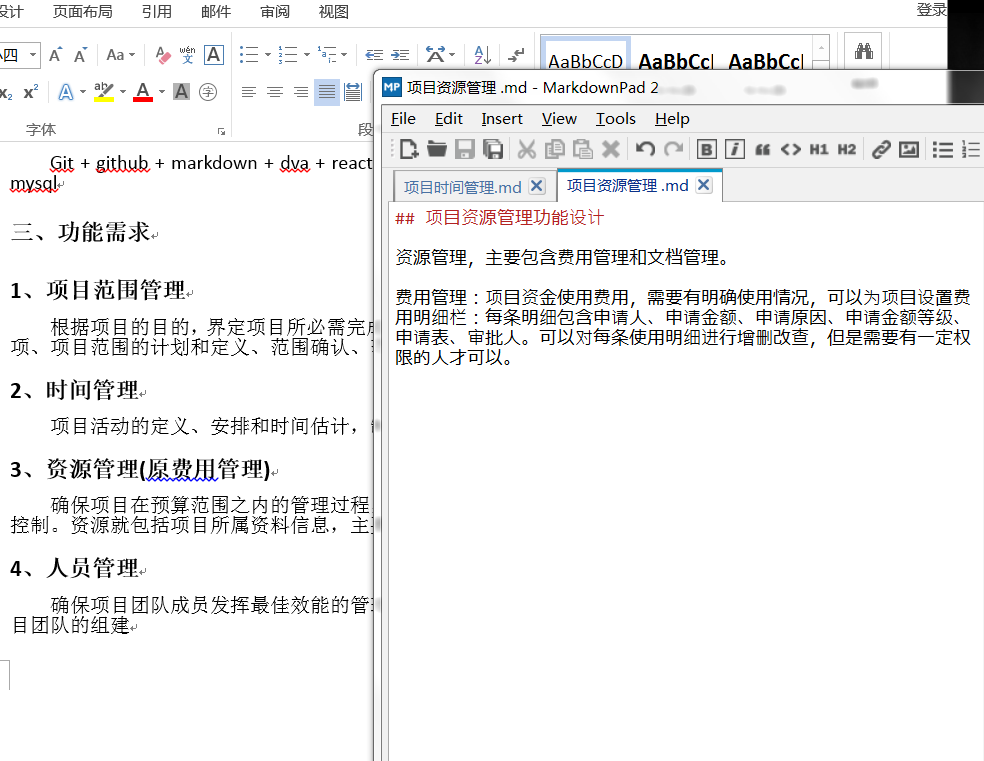 设计 页面布局 引用 邮件 审阅 视图 登录
小四 Aa wén 文 A
AaBbCcD AaBbCcl AaBbCcl
x₂ x² A aby A A 字
字体 段
Git + github + markdown + dva + react
mysql
三、功能需求
1、项目范围管理
根据项目的目的，界定项目所必需完成
项、项目范围的计划和定义、范围确认、
2、时间管理
项目活动的定义、安排和时间估计，
3、资源管理(原费用管理)
确保项目在预算范围之内的管理过程
控制。资源就包括项目所属资料信息，主
4、人员管理
确保项目团队成员发挥最佳效能的管
目团队的组建
MP 项目资源管理 .md - MarkdownPad 2
File Edit Insert View Tools Help
B i H1 H2
项目时间管理.md 项目资源管理 .md
## 项目资源管理功能设计
资源管理，主要包含费用管理和文档管理。
费用管理：项目资金使用费用，需要有明确使用情况，可以为项目设置费
用明细栏：每条明细包含申请人、申请金额、申请原因、申请金额等级、
申请表、审批人。可以对每条使用明细进行增删改查，但是需要有一定权
限的人才可以。